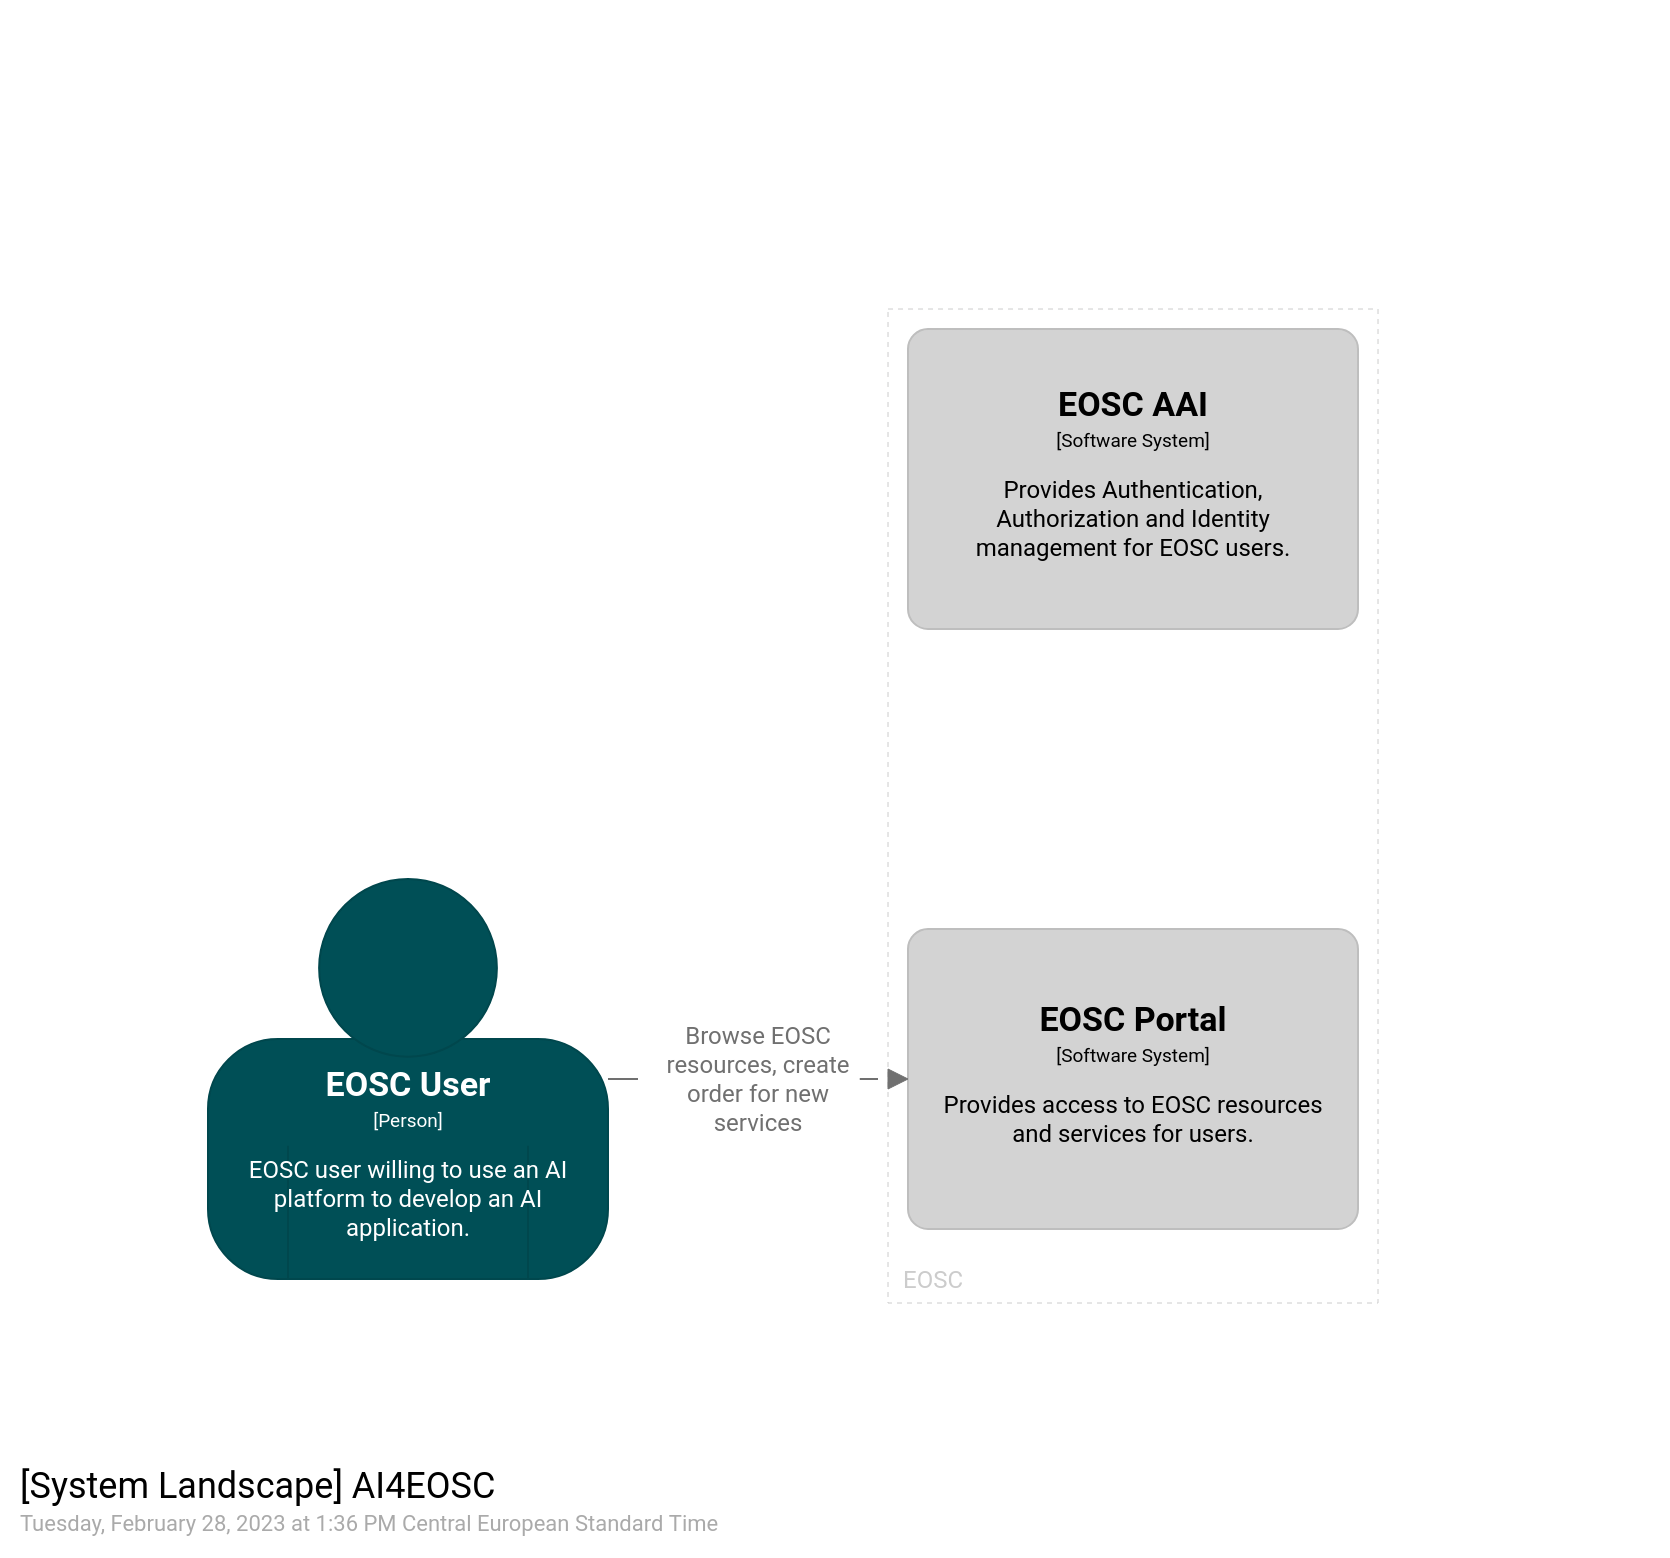 EOSC AAI
[Software System]
Provides Authentication,
Authorization and Identity
management for EOSC users.
EOSC User
[Person]
EOSC user willing to use an AI
platform to develop an AI
application.
Browse EOSC
resources, create
order for new
services
EOSC Portal
[Software System]
Provides access to EOSC resources
and services for users.
EOSC
[System Landscape] AI4EOSC
Tuesday, February 28, 2023 at 1:36 PM Central European Standard Time